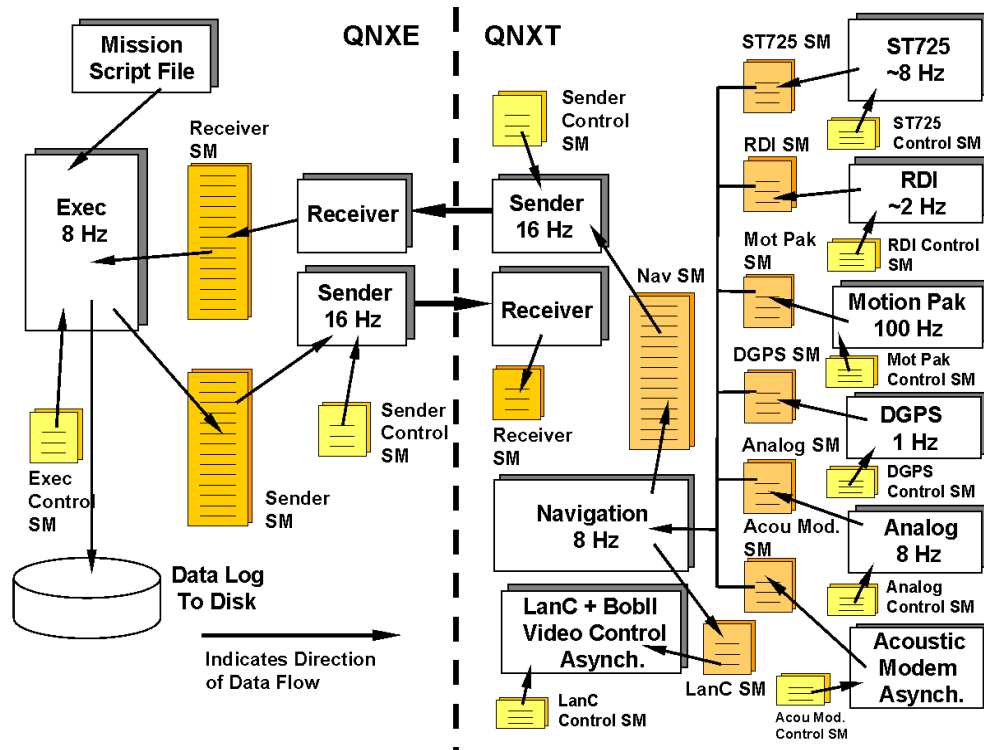 Mission
Script File
QNXE
QNXT
ST725 SM
ST725
~8 Hz
Sender
Control
SM
Receiver
SM
ST725
Control SM
RDI SM
Exec
8 Hz
Receiver
Sender
16 Hz
RDI
~2 Hz
Mot Pak
SM
RDI Control
SM
Nav SM
Sender
16 Hz
Receiver
Motion Pak
100 Hz
DGPS SM
Mot Pak
Control SM
Sender
Control
SM
Receiver
SM
DGPS
1 Hz
Analog SM
Exec
Control
SM
Sender SM
DGPS
Control SM
Navigation
8 Hz
Acou Mod.
SM
Analog
8 Hz
Data Log
To Disk
Analog
Control SM
LanC + BobII
Video Control
Asynch.
Indicates Direction
of Data Flow
LanC SM
Acoustic
Modem
Asynch.
LanC
Control SM
Acou Mod.
Control SM